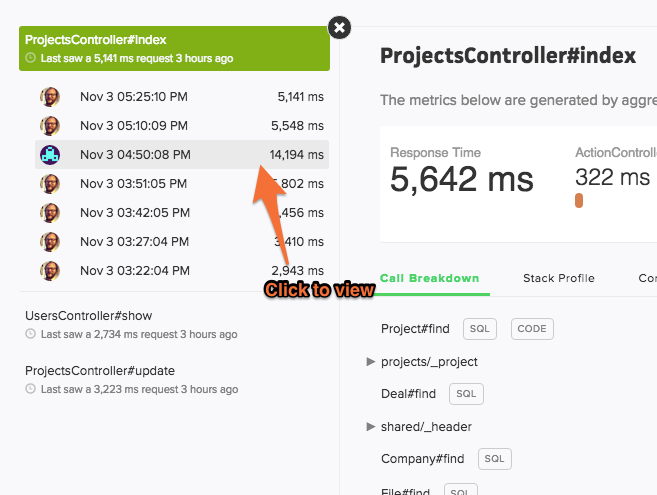 ProjectsController#index
Last saw a 5,141 ms request 3 hours ago
Nov 3 05:25:10 PM 5,141 ms
Nov 3 05:10:09 PM 5,548 ms
Nov 3 04:50:08 PM 14,194 ms
Nov 3 03:51:05 PM ,802 ms
Nov 3 03:42:05 PM ,456 ms
Nov 3 03:27:04 PM 3,410 ms
Nov 3 03:22:04 PM 2,943 ms
Click to view
UsersController#show
Last saw a 2,734 ms request 3 hours ago
ProjectsController#update
Last saw a 3,223 ms request 3 hours ago
ProjectsController#index
The metrics below are generated by aggre
Response Time ActionControll
5,642 ms 322 ms
Call Breakdown Stack Profile Co
Project#find SQL CODE
projects/_project
Deal#find SQL
shared/_header
Company#find SQL
File#find SQL